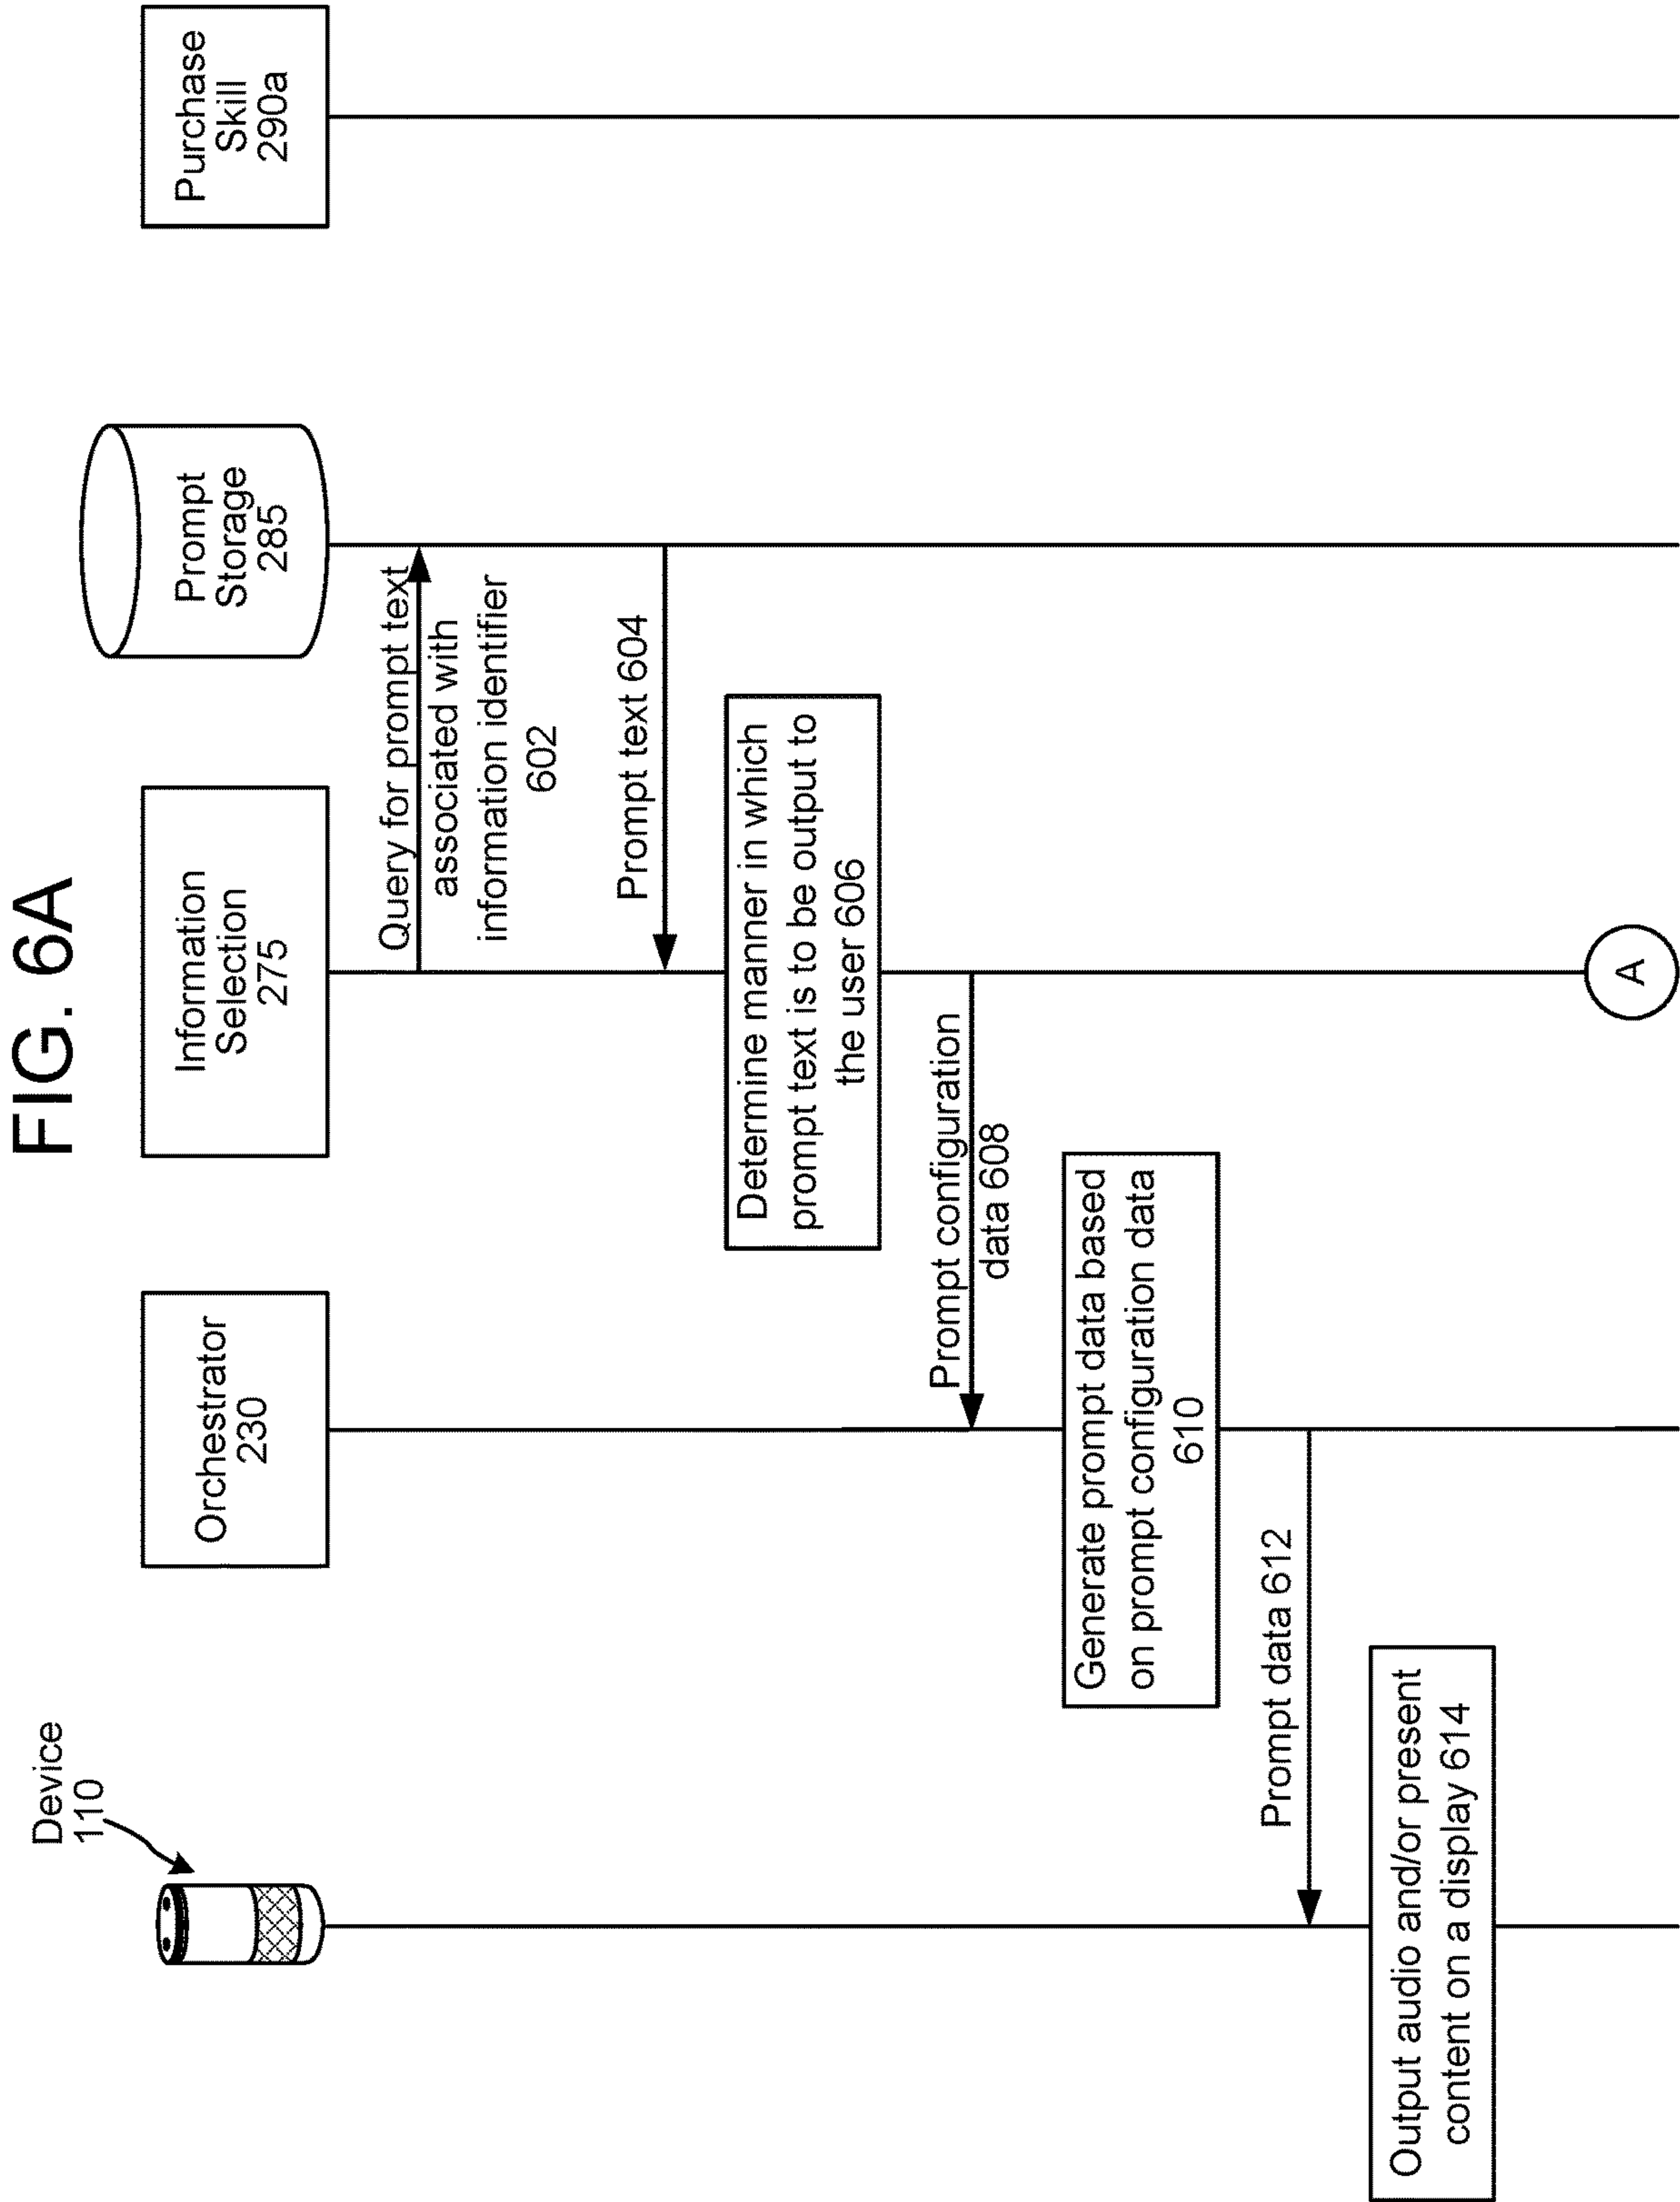 FIG. 6A
Device
110
Orchestrator
230
Information
Selection
275
Prompt
Storage
285
Purchase
Skill
290a
Query for prompt text
associated with
information identifier
602
Prompt text 604
Determine manner in which
prompt text is to be output to
the user 606
Prompt configuration
data 608
Generate prompt data based
on prompt configuration data
610
Prompt data 612
Output audio and/or present
content on a display 614
A